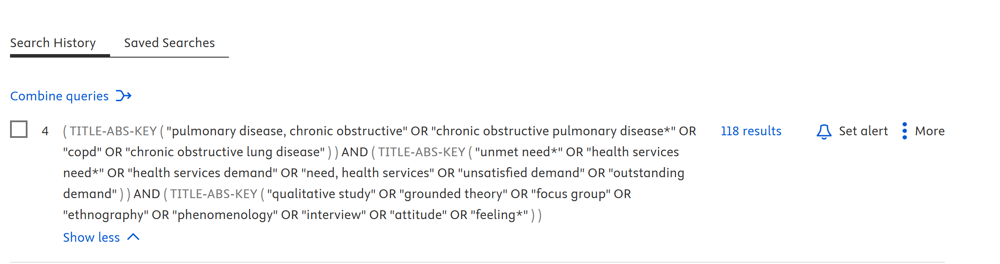 Search History Saved Searches
Combine queries
4 ( TITLE-ABS-KEY ( "pulmonary disease, chronic obstructive" OR "chronic obstructive pulmonary disease*" OR 118 results Set alert More
"copd" OR "chronic obstructive lung disease" ) ) AND ( TITLE-ABS-KEY ( "unmet need*" OR "health services
need*" OR "health services demand" OR "need, health services" OR "unsatisfied demand" OR "outstanding
demand" ) ) AND ( TITLE-ABS-KEY ( "qualitative study" OR "grounded theory" OR "focus group" OR
"ethnography" OR "phenomenology" OR "interview" OR "attitude" OR "feeling*" ) )
Show less